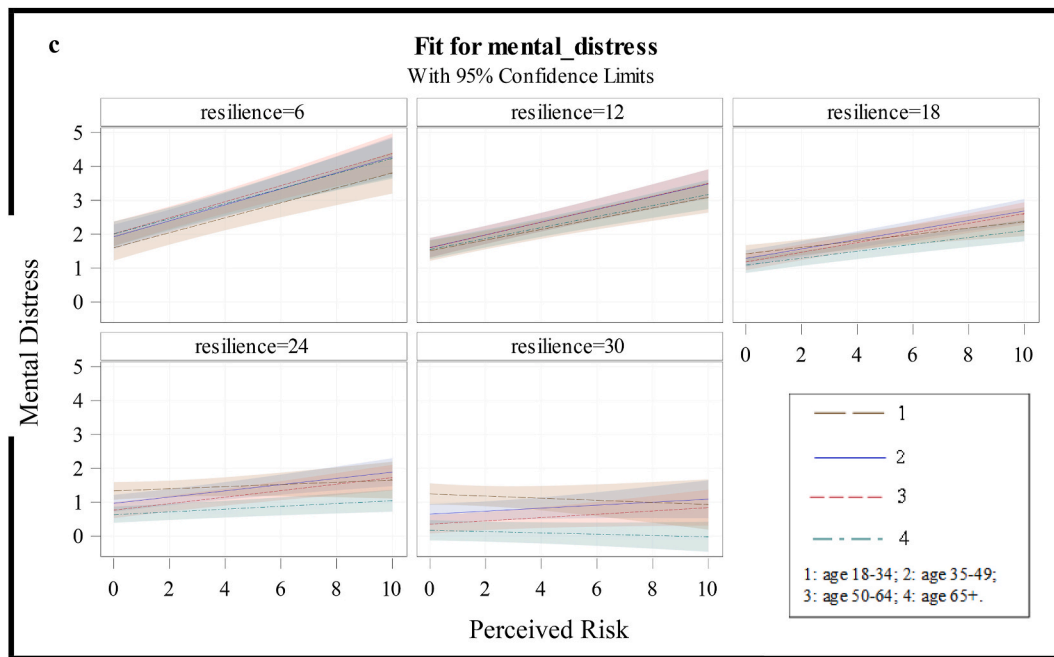 c
Fit for mental_distress
With 95% Confidence Limits
resilience=6
resilience=12
resilience=18
5
4
3
2
1
0
0 2 4 6 8 10
resilience=24
resilience=30
5
4
3
2
1
0
0 2 4 6 8 10
0 2 4 6 8 10
Mental Distress
Perceived Risk
1
2
3
4
1: age 18-34; 2: age 35-49;
3: age 50-64; 4: age 65+.